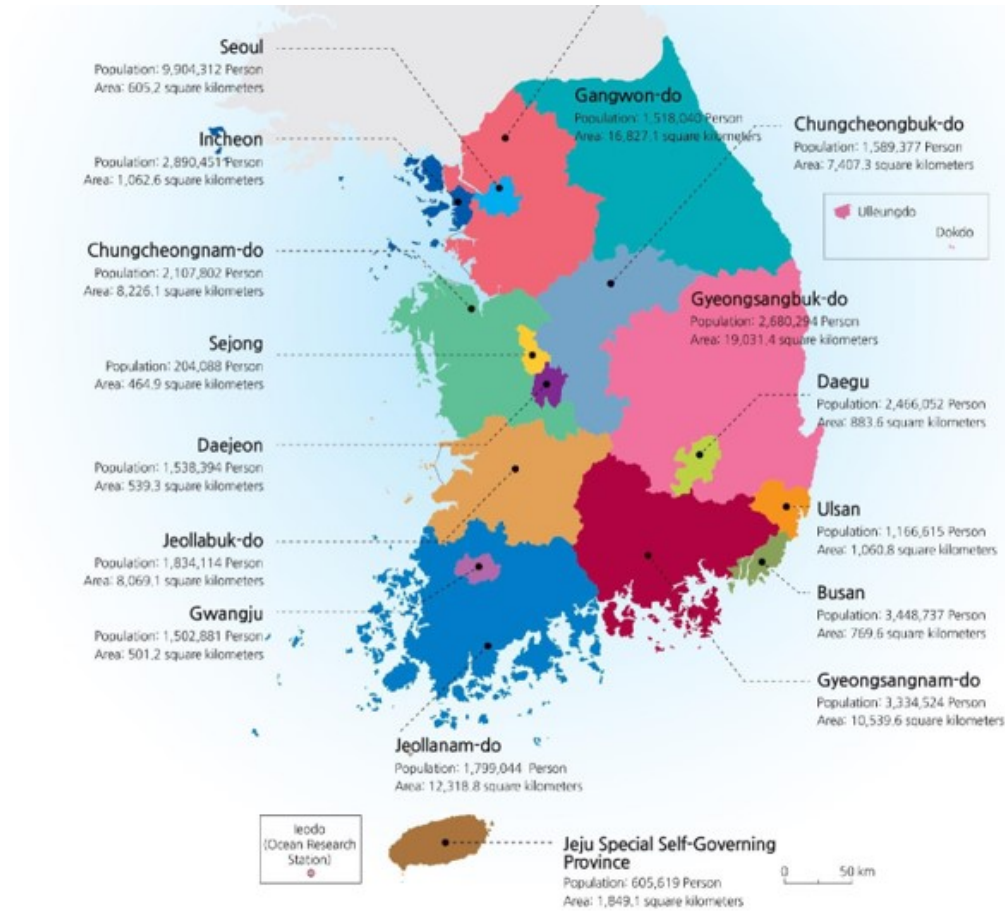 Seoul
Population: 9,904,312 Person
Area: 605.2 square kilometers
Incheon
Population: 2,890,451 Person
Area: 1,062.6 square kilometers
Chungcheongnam-do
Population: 2,107,802 Person
Area: 8,226.1 square kilometers
Sejong
Population: 204,088 Person
Area: 464.9 square kilometers
Daejeon
Population: 1,538,394 Person
Area: 539.3 square kilometers
Jeollabuk-do
Population: 1,834,114 Person
Area: 8,069.1 square kilometers
Gwangju
Population: 1,502,881 Person
Area: 501.2 square kilometers
Jeollanam-do
Population: 1,799,044 Person
Area: 12,318.8 square kilometers
Gangwon-do
Population: 1,518,040 Person
Area: 16,827.1 square kilometers
Chungcheongbuk-do
Population: 1,589,377 Person
Area: 7,407.3 square kilometers
Ulleungdo
Dokdo
Gyeongsangbuk-do
Population: 2,680,294 Person
Area: 19,031.4 square kilometers
Daegu
Population: 2,466,052 Person
Area: 883.6 square kilometers
Ulsan
Population: 1,166,615 Person
Area: 1,060.8 square kilometers
Busan
Population: 3,448,737 Person
Area: 769.6 square kilometers
Gyeongsangnam-do
Population: 3,334,524 Person
Area: 10,539.6 square kilometers
Ieodo
(Ocean Research
Station)
Jeju Special Self-Governing
Province
Population: 605,619 Person
Area: 1,849.1 square kilometers
0 50 km